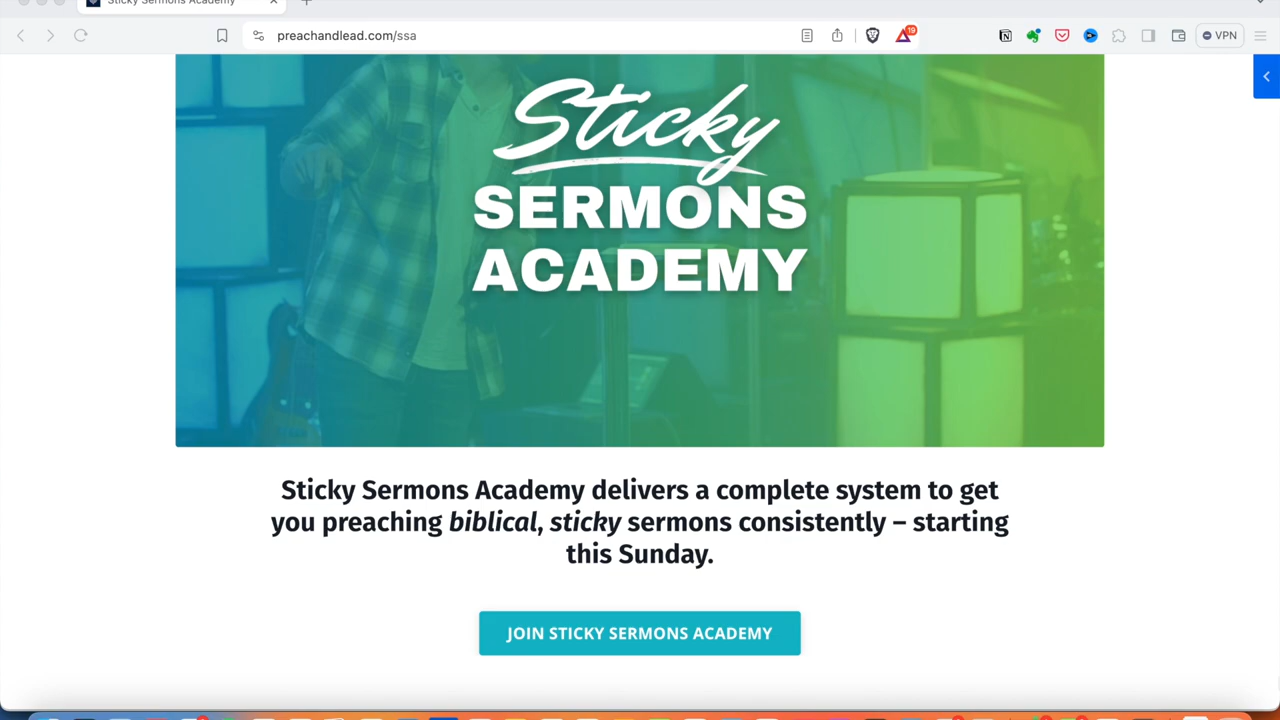 Sticky Sermons Academy
preachandlead.com/ssa
19
VPN
Sticky
SERMONS
ACADEMY
Sticky Sermons Academy delivers a complete system to get
you preaching biblical, sticky sermons consistently – starting
this Sunday.
JOIN STICKY SERMONS ACADEMY